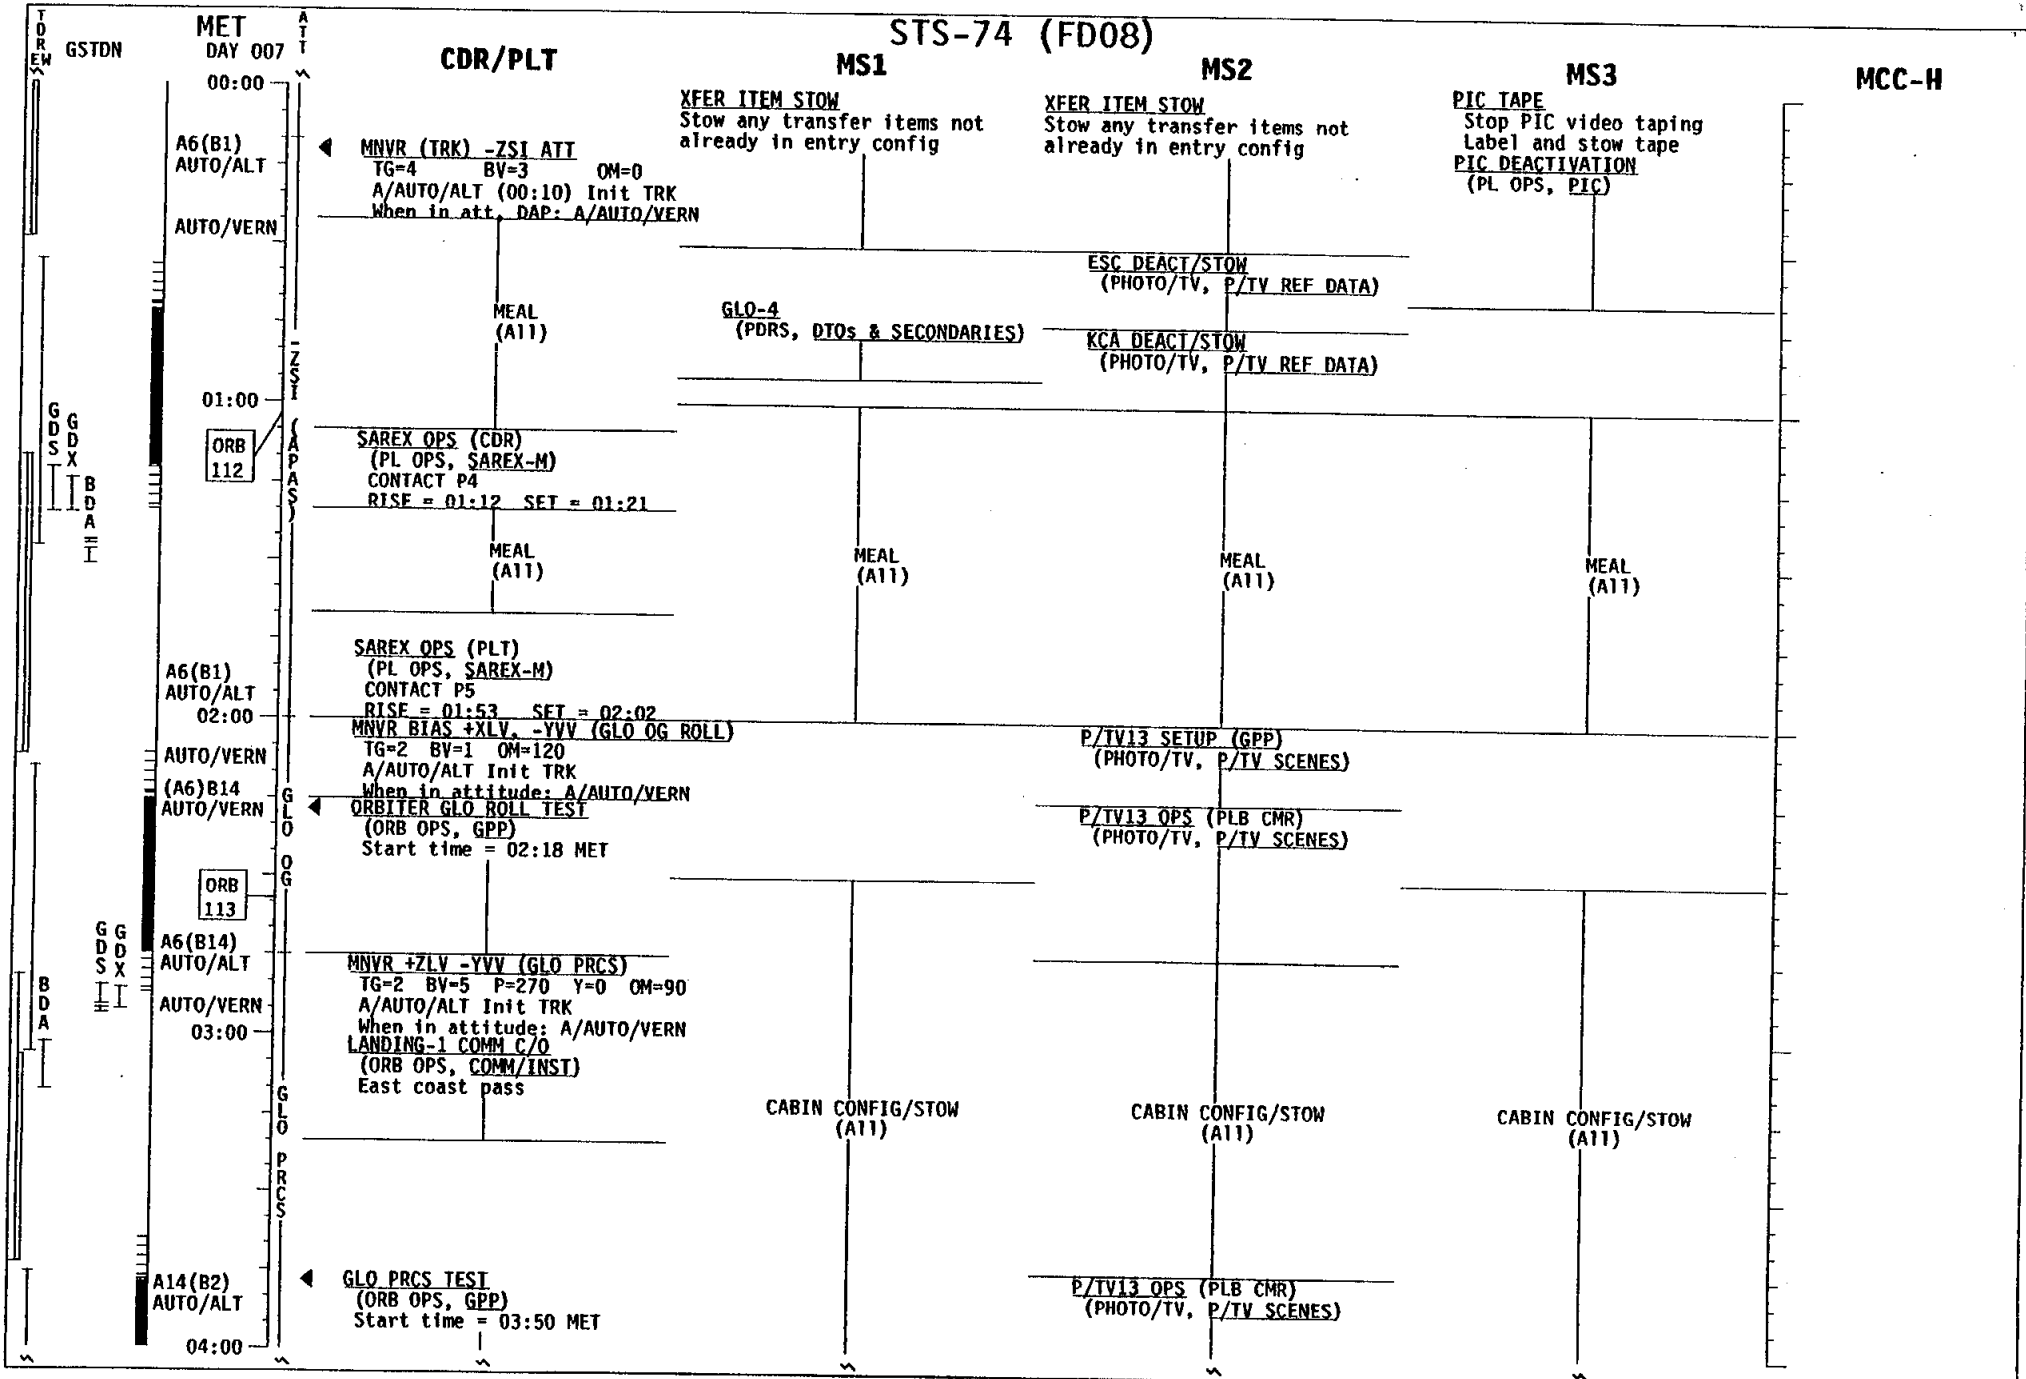 STS-74 (FD08)
TDRE W
GSTDN
MET
DAY 007
ATT
CDR/PLT
MS1
MS2
MS3
MCC-H
00:00
A6(B1)
AUTO/ALT
AUTO/VERN
01:00
ORB
112
A6(B1)
AUTO/ALT
02:00
AUTO/VERN
(A6)B14
AUTO/VERN
ORB
113
A6(B14)
AUTO/ALT
AUTO/VERN
03:00
A14(B2)
AUTO/ALT
04:00
GDS
GDX
BDA
GDS
GDX
BDA
-ZSI (APAS)
GLO OG
GLO PRCS
MNVR (TRK) -ZSI ATT
TG=4 BV=3 OM=0
A/AUTO/ALT (00:10) Init TRK
When in att, DAP: A/AUTO/VERN
MEAL
(All)
SAREX OPS (CDR)
(PL OPS, SAREX-M)
CONTACT P4
RISE = 01:12 SET = 01:21
MEAL
(All)
SAREX OPS (PLT)
(PL OPS, SAREX-M)
CONTACT P5
RISE = 01:53 SET = 02:02
MNVR BIAS +XLV, -YVV (GLO OG ROLL)
TG=2 BV=1 OM=120
A/AUTO/ALT Init TRK
When in attitude: A/AUTO/VERN
ORBITER GLO ROLL TEST
(ORB OPS, GPP)
Start time = 02:18 MET
MNVR +ZLV -YVV (GLO PRCS)
TG=2 BV=5 P=270 Y=0 OM=90
A/AUTO/ALT Init TRK
When in attitude: A/AUTO/VERN
LANDING-1 COMM C/O
(ORB OPS, COMM/INST)
East coast pass
GLO PRCS TEST
(ORB OPS, GPP)
Start time = 03:50 MET
XFER ITEM STOW
Stow any transfer items not
already in entry config
GLO-4
(PDRS, DTOs & SECONDARIES)
MEAL
(All)
CABIN CONFIG/STOW
(All)
XFER ITEM STOW
Stow any transfer items not
already in entry config
ESC DEACT/STOW
(PHOTO/TV, P/TV REF DATA)
KCA DEACT/STOW
(PHOTO/TV, P/TV REF DATA)
MEAL
(All)
P/TV13 SETUP (GPP)
(PHOTO/TV, P/TV SCENES)
P/TV13 OPS (PLB CMR)
(PHOTO/TV, P/TV SCENES)
CABIN CONFIG/STOW
(All)
P/TV13 OPS (PLB CMR)
(PHOTO/TV, P/TV SCENES)
PIC TAPE
Stop PIC video taping
Label and stow tape
PIC DEACTIVATION
(PL OPS, PIC)
MEAL
(All)
CABIN CONFIG/STOW
(All)